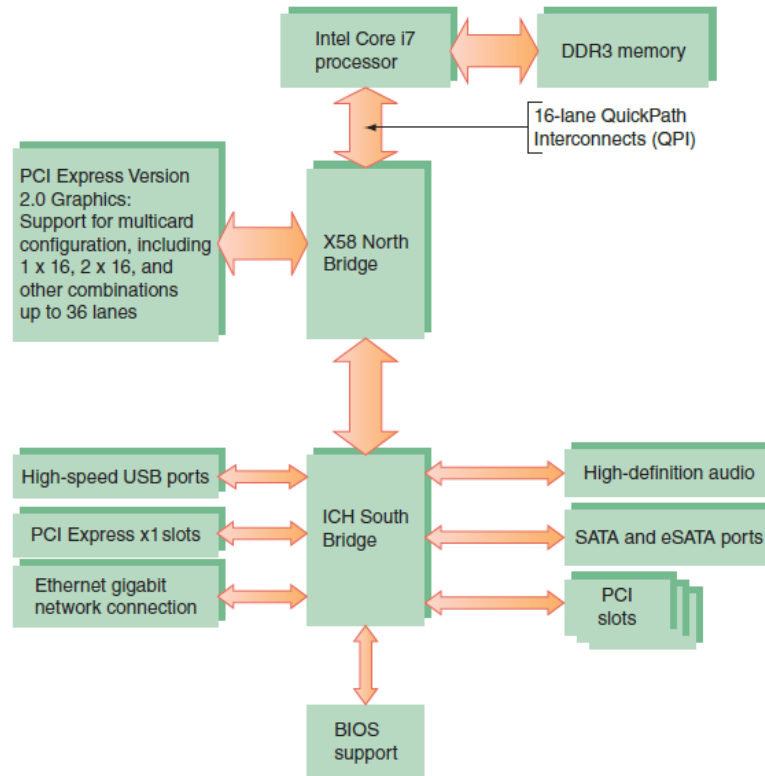 Intel Core i7
processor
DDR3 memory
16-lane QuickPath
Interconnects (QPI)
PCI Express Version
2.0 Graphics:
Support for multicard
configuration, including
1 x 16, 2 x 16, and
other combinations
up to 36 lanes
X58 North
Bridge
High-speed USB ports
PCI Express x1 slots
Ethernet gigabit
network connection
ICH South
Bridge
High-definition audio
SATA and eSATA ports
PCI
slots
BIOS
support